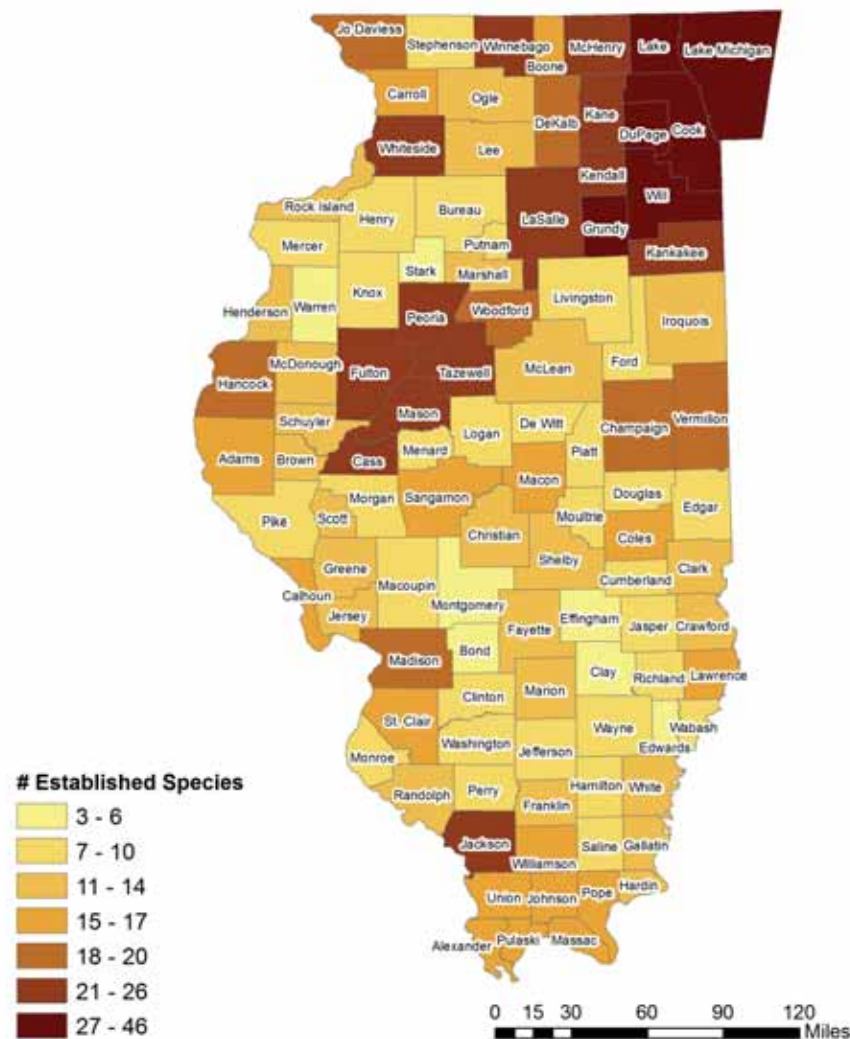 Jo Daviess
Stephenson
Winnebago
Boone
McHenry
Lake
Lake Michigan
Carroll
Ogle
DeKalb
Kane
DuPage
Cook
Whiteside
Lee
Kendall
Will
Rock Island
Henry
Bureau
LaSalle
Grundy
Mercer
Putnam
Kankakee
Stark
Marshall
Henderson
Warren
Knox
Peoria
Woodford
Livingston
Iroquois
Hancock
McDonough
Fulton
Tazewell
McLean
Ford
Mason
Schuyler
Logan
De Witt
Champaign
Vermilion
Adams
Brown
Cass
Menard
Piatt
Macon
Morgan
Sangamon
Douglas
Edgar
Pike
Scott
Christian
Moultrie
Coles
Shelby
Greene
Macoupin
Cumberland
Clark
Calhoun
Jersey
Montgomery
Fayette
Effingham
Jasper
Crawford
Madison
Bond
Clay
Richland
Lawrence
Clinton
Marion
St. Clair
Wayne
Wabash
Edwards
Washington
Jefferson
Monroe
Randolph
Perry
Hamilton
White
Franklin
Jackson
Williamson
Saline
Gallatin
Union
Johnson
Pope
Hardin
Alexander
Pulaski
Massac
# Established Species
3 - 6
7 - 10
11 - 14
15 - 17
18 - 20
21 - 26
27 - 46
0 15 30 60 90 120
Miles